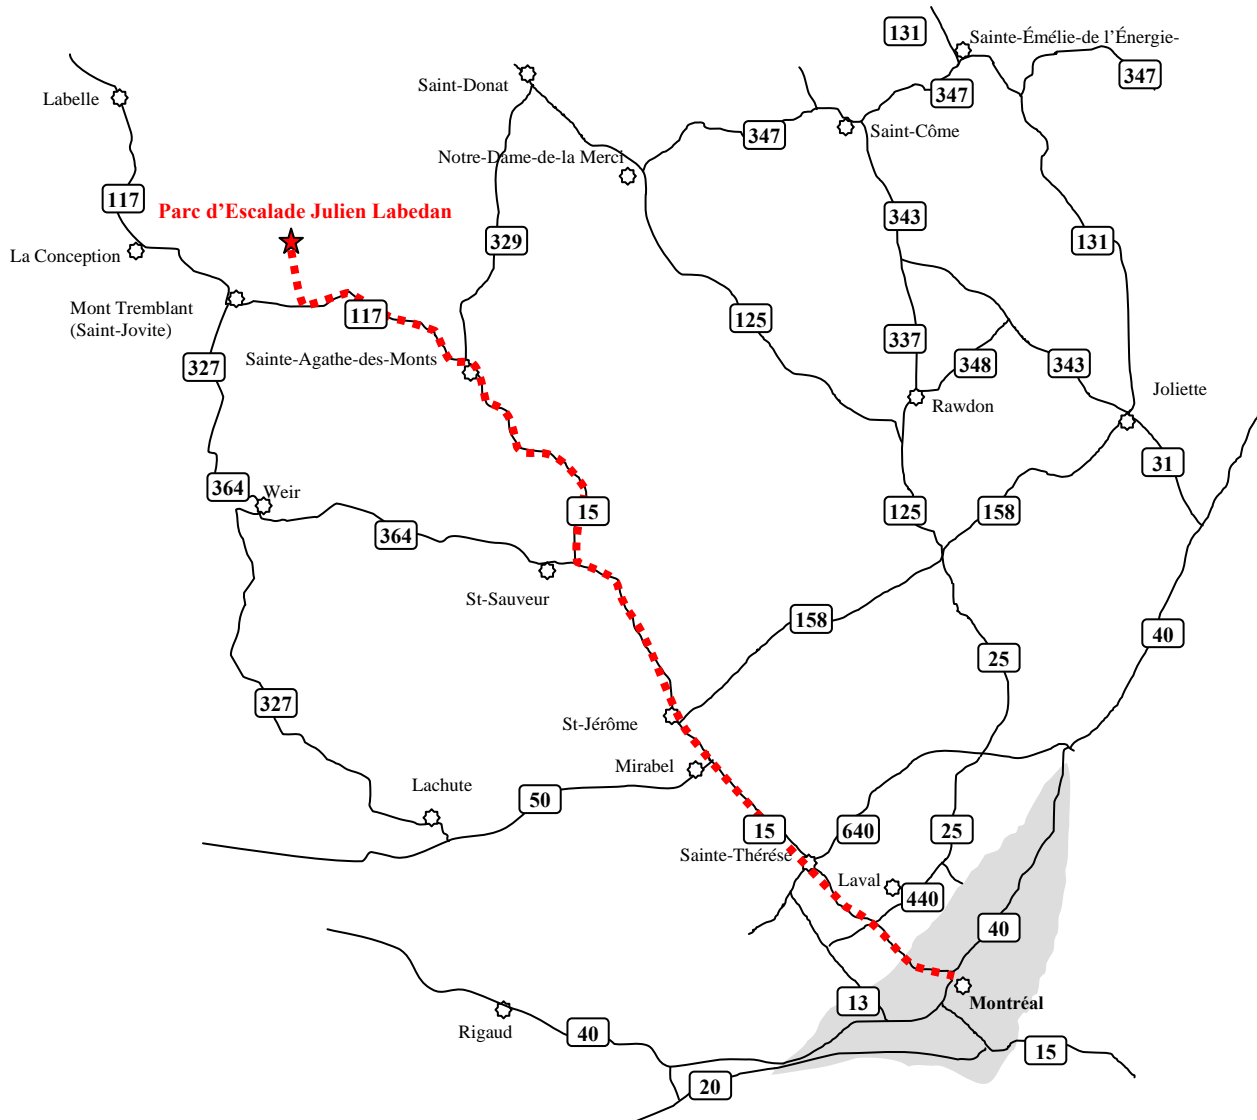 131
Sainte-Émélie-de l'Énergie-
347
Saint-Donat
347
Labelle
347
Saint-Côme
Notre-Dame-de-la Merci
117
Parc d'Escalade Julien Labedan
343
329
131
La Conception
Mont Tremblant
(Saint-Jovite)
117
125
337
Sainte-Agathe-des-Monts
327
348
343
Joliette
Rawdon
31
364
Weir
15
125
158
364
St-Sauveur
158
40
25
327
St-Jérôme
Mirabel
Lachute
50
15
640
25
Sainte-Thérése
Laval
440
40
13
Montréal
Rigaud
40
15
20